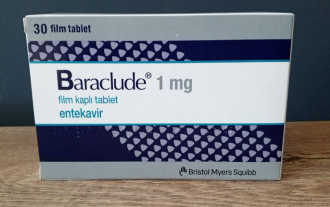 30 film tablet
Baraclude® 1 mg
film kaplı tablet
entekavir
Bristol Myers Squibb